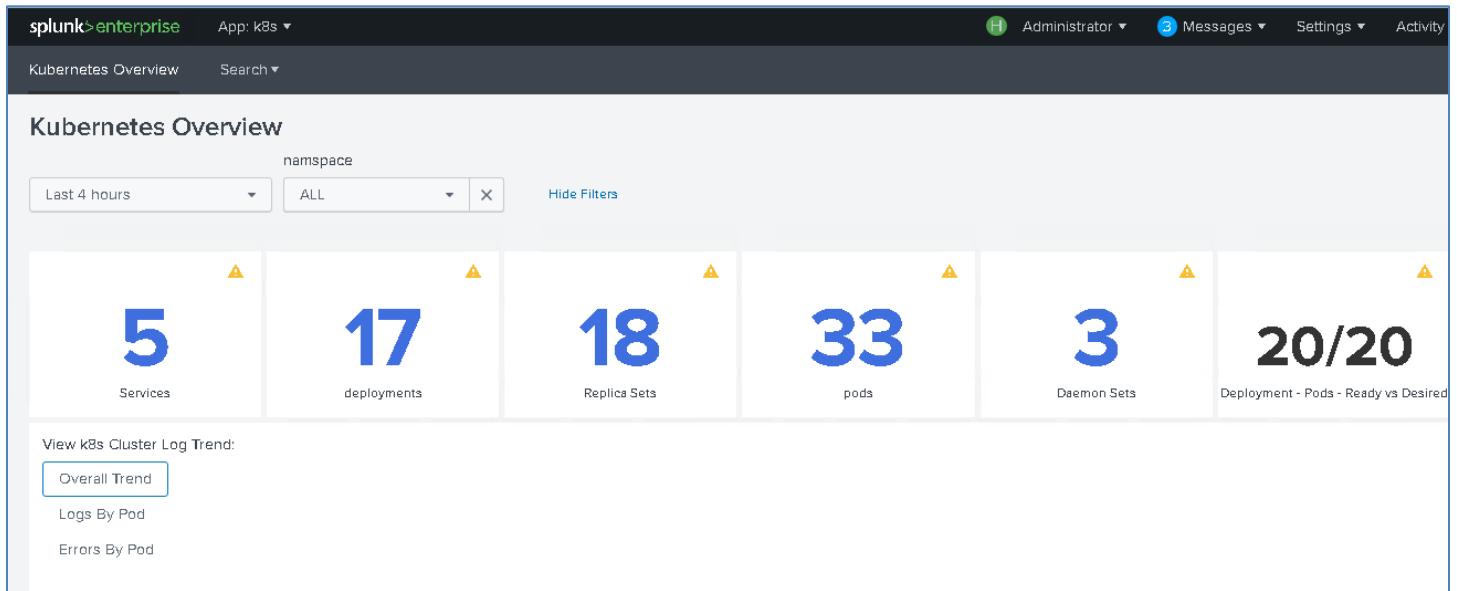 splunk>enterprise App: k8s H Administrator 3 Messages Settings Activity
Kubernetes Overview Search
Kubernetes Overview
namspace
Last 4 hours ALL Hide Filters
5 17 18 33 3 20/20
Services deployments Replica Sets pods Daemon Sets Deployment - Pods - Ready vs Desired
View k8s Cluster Log Trend:
Overall Trend
Logs By Pod
Errors By Pod